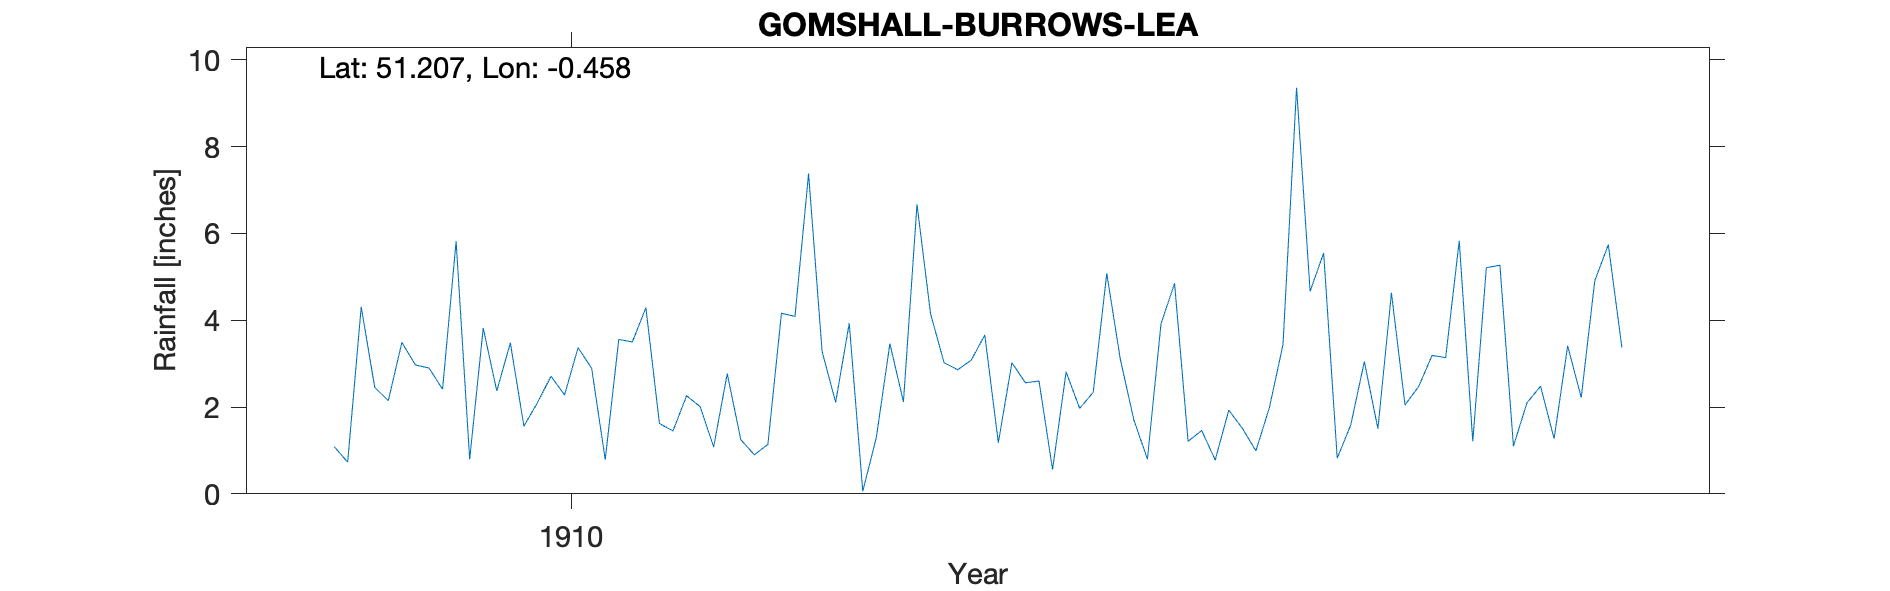 GOMSHALL-BURROWS-LEA
Lat: 51.207, Lon: -0.458
10
8
6
4
2
0
Rainfall [inches]
1910
Year